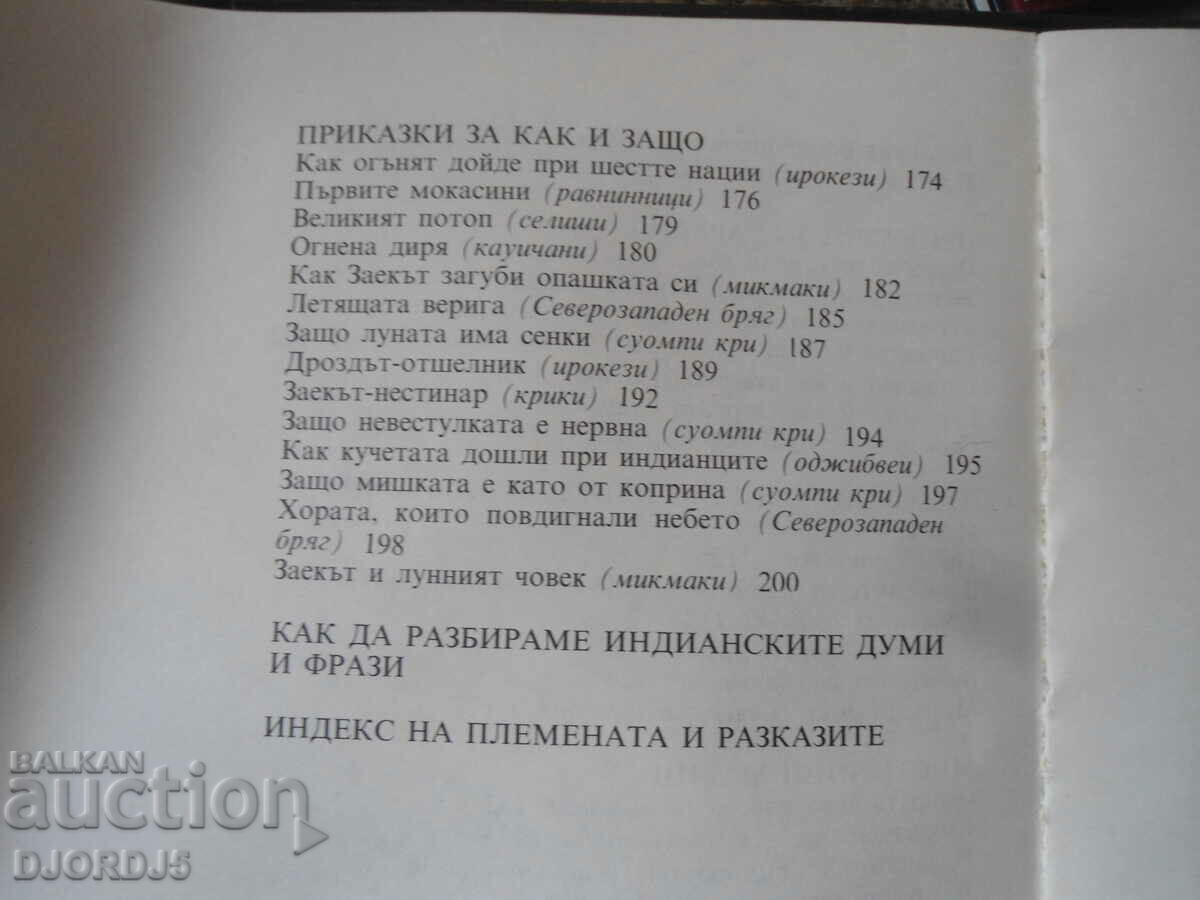 ПРИКАЗКИ ЗА КАК И ЗАЩО
Как огънят дойде при шестте нации (ирокези) 174
Първите мокасини (равнинници) 176
Великият потоп (селиши) 179
Огнена диря (кауичани) 180
Как Заекът загуби опашката си (микмаки) 182
Летящата верига (Северозападен бряг) 185
Защо луната има сенки (суомпи кри) 187
Дроздът-отшелник (ирокези) 189
Заекът-нестинар (крики) 192
Защо невестулката е нервна (суомпи кри) 194
Как кучетата дошли при индианците (оджибвеи) 195
Защо мишката е като от коприна (суомпи кри) 197
Хората, които повдигнали небето (Северозападен
бряг) 198
Заекът и лунният човек (микмаки) 200
КАК ДА РАЗБИРАМЕ ИНДИАНСКИТЕ ДУМИ
И ФРАЗИ
ИНДЕКС НА ПЛЕМЕНАТА И РАЗКАЗИТЕ
BALKAN
auction
DJORDJ5